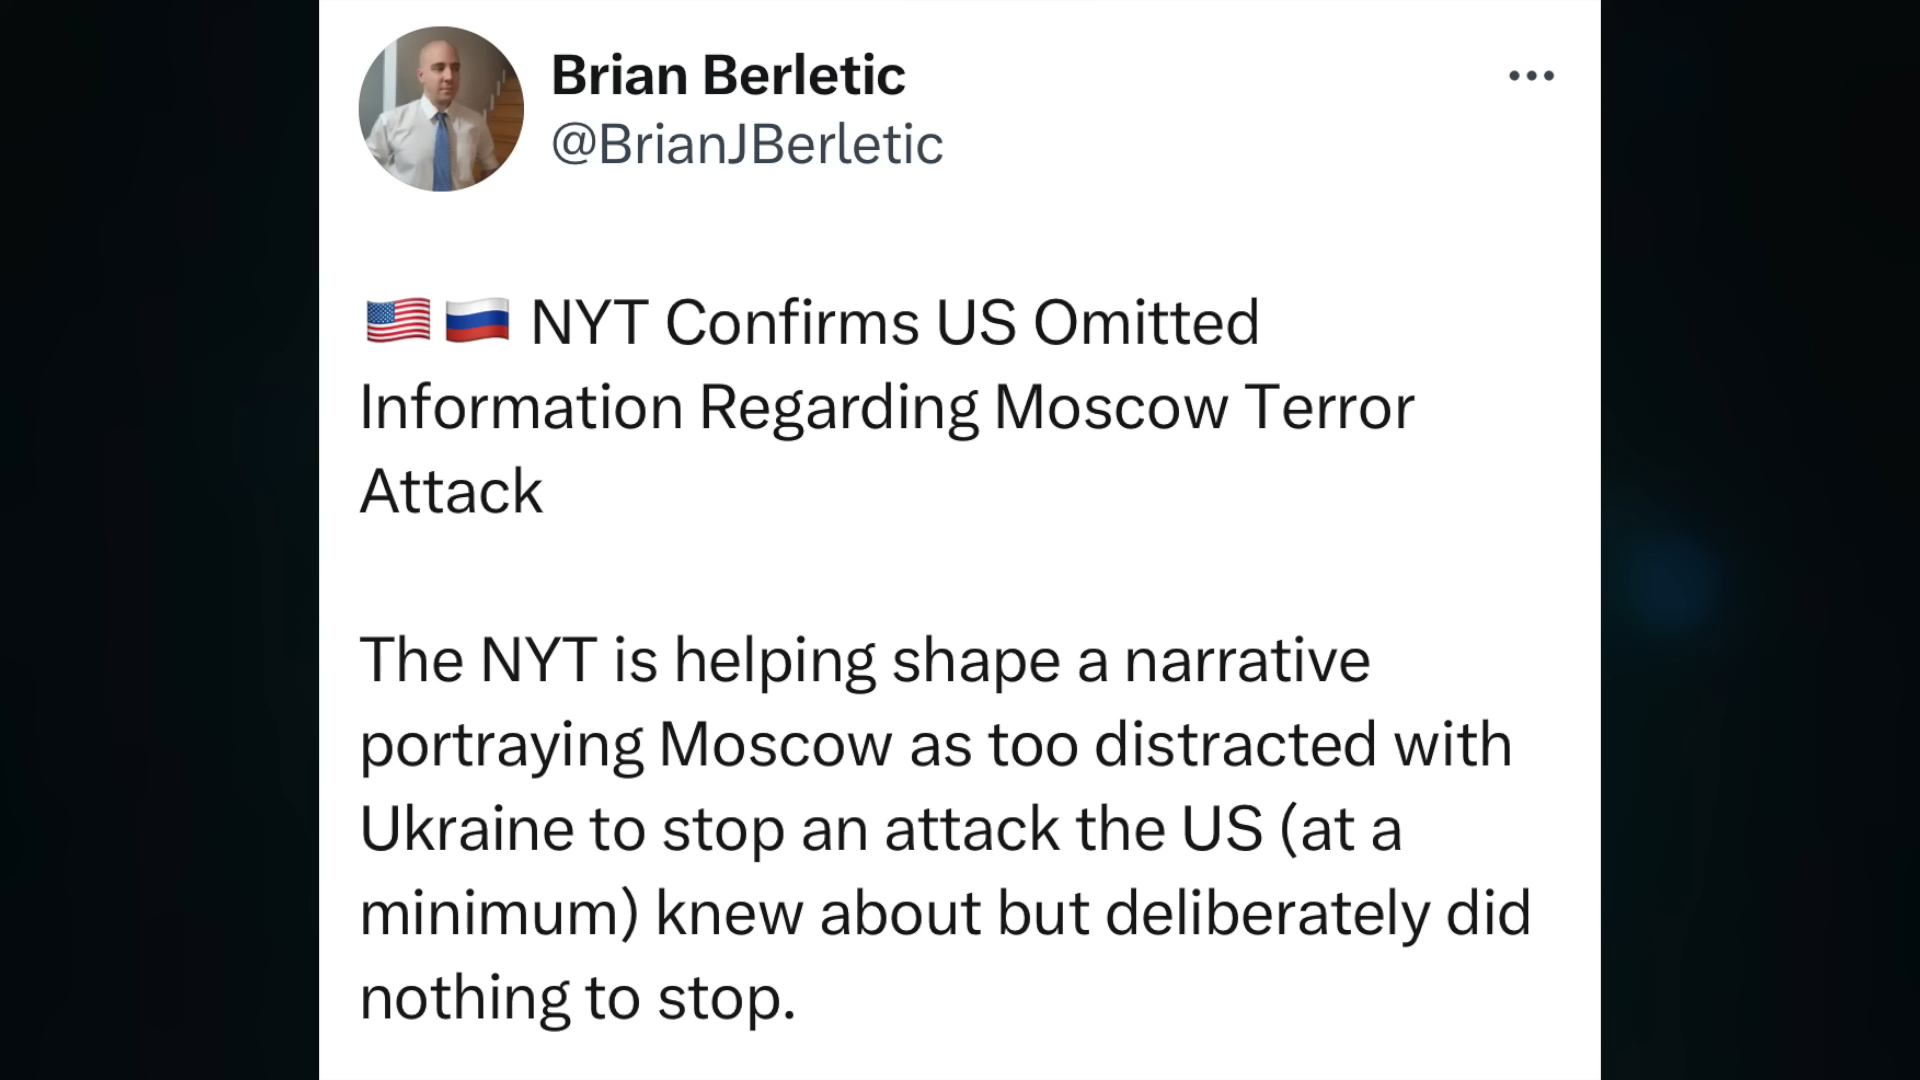 Brian Berletic
@BrianJBerletic
🇺🇸🇷🇺 NYT Confirms US Omitted
Information Regarding Moscow Terror
Attack
The NYT is helping shape a narrative
portraying Moscow as too distracted with
Ukraine to stop an attack the US (at a
minimum) knew about but deliberately did
nothing to stop.